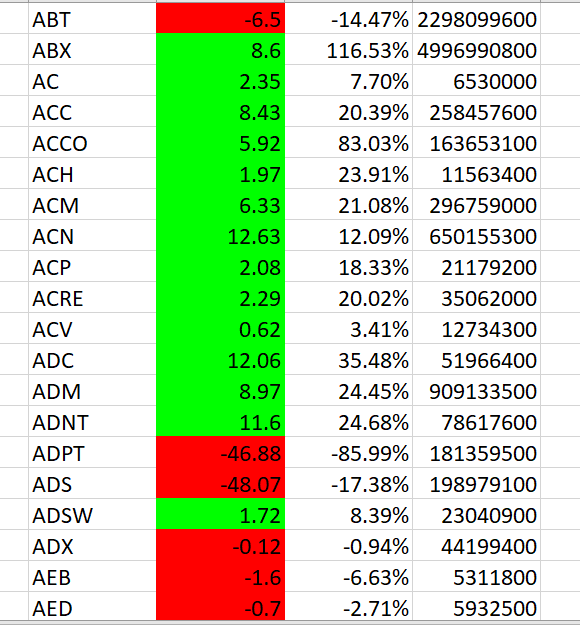 ABT -6.5 -14.47% 2298099600
ABX 8.6 116.53% 4996990800
AC 2.35 7.70% 6530000
ACC 8.43 20.39% 258457600
ACCO 5.92 83.03% 163653100
ACH 1.97 23.91% 11563400
ACM 6.33 21.08% 296759000
ACN 12.63 12.09% 650155300
ACP 2.08 18.33% 21179200
ACRE 2.29 20.02% 35062000
ACV 0.62 3.41% 12734300
ADC 12.06 35.48% 51966400
ADM 8.97 24.45% 909133500
ADNT 11.6 24.68% 78617600
ADPT -46.88 -85.99% 181359500
ADS -48.07 -17.38% 198979100
ADSW 1.72 8.39% 23040900
ADX -0.12 -0.94% 44199400
AEB -1.6 -6.63% 5311800
AED -0.7 -2.71% 5932500